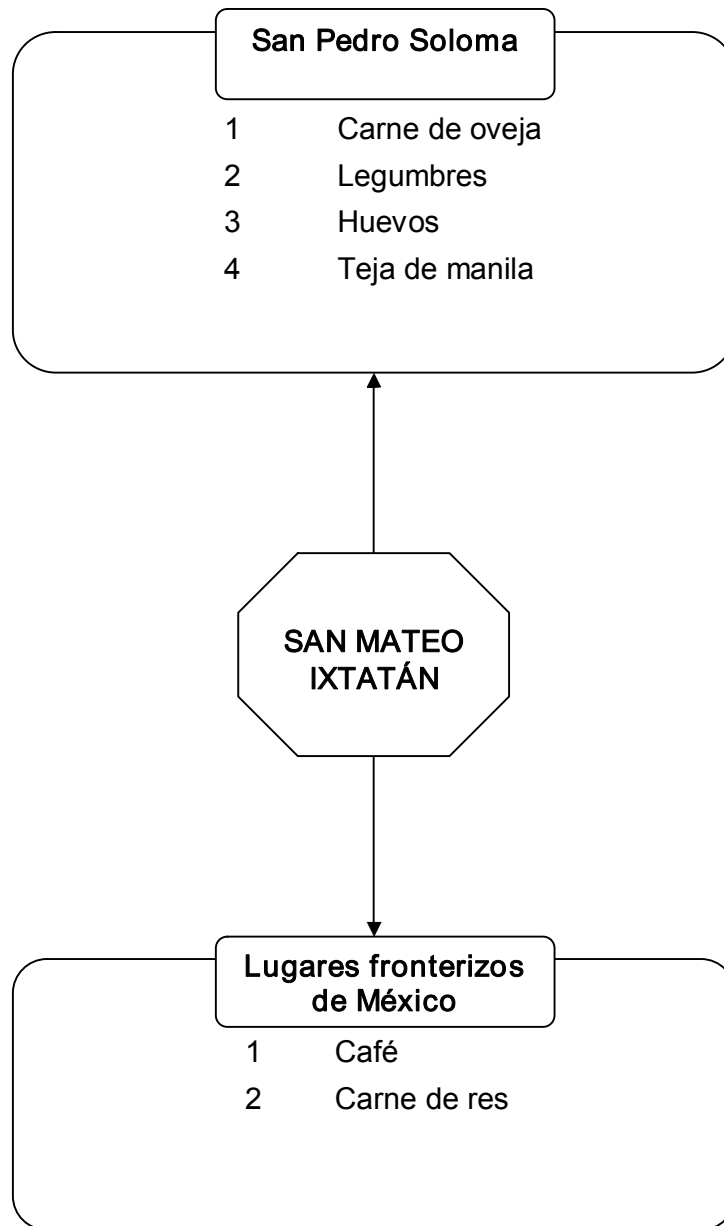 San Pedro Soloma
1 Carne de oveja
2 Legumbres
3 Huevos
4 Teja de manila
SAN MATEO
IXTATÁN
Lugares fronterizos
de México
1 Café
2 Carne de res